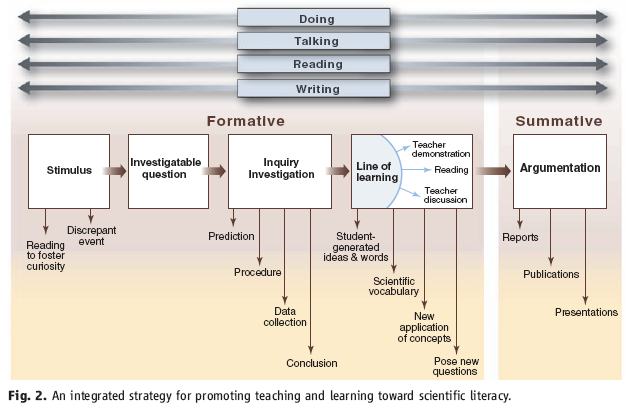 Doing
Talking
Reading
Writing
Formative
Summative
Stimulus
Investigatable
question
Inquiry
Investigation
Line of
learning
Teacher
demonstration
Reading
Teacher
discussion
Argumentation
Reading
to foster
curiosity
Discrepant
event
Prediction
Procedure
Data
collection
Conclusion
Student-
generated
ideas & words
Scientific
vocabulary
New
application
of concepts
Pose new
questions
Reports
Publications
Presentations
Fig. 2. An integrated strategy for promoting teaching and learning toward scientific literacy.